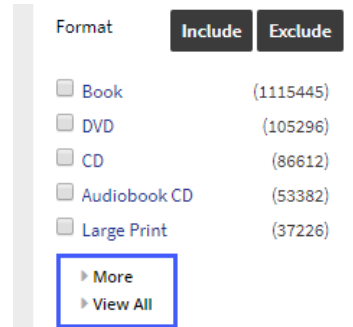 Format Include Exclude
Book (1115445)
DVD (105296)
CD (86612)
Audiobook CD (53382)
Large Print (37226)
More
View All